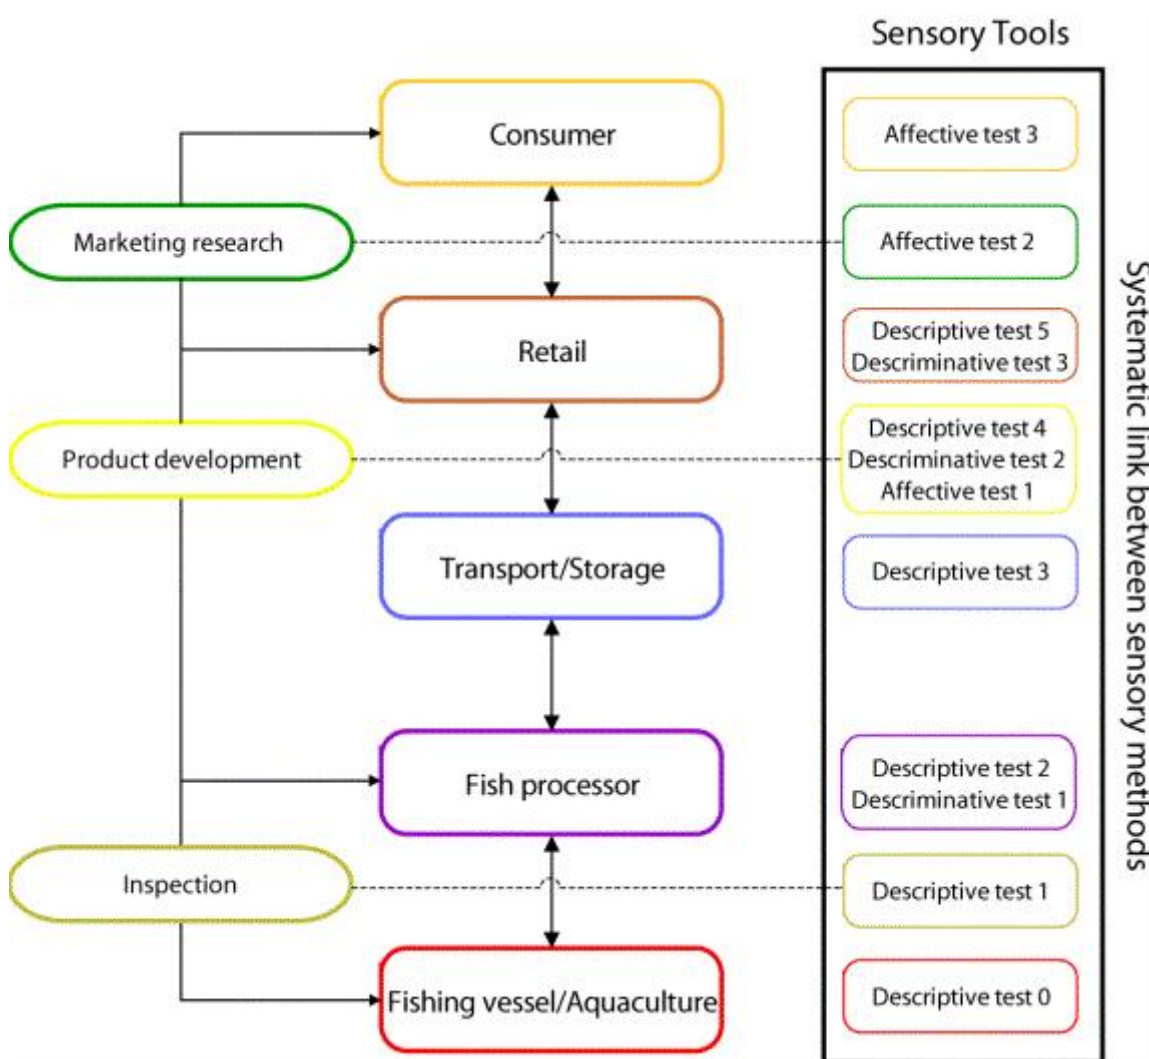 Sensory Tools
Consumer
Affective test 3
Marketing research
Affective test 2
Retail
Descriptive test 5
Descriminative test 3
Product development
Descriptive test 4
Descriminative test 2
Affective test 1
Transport/Storage
Descriptive test 3
Fish processor
Descriptive test 2
Descriminative test 1
Inspection
Descriptive test 1
Fishing vessel/Aquaculture
Descriptive test 0
Systematic link between sensory methods